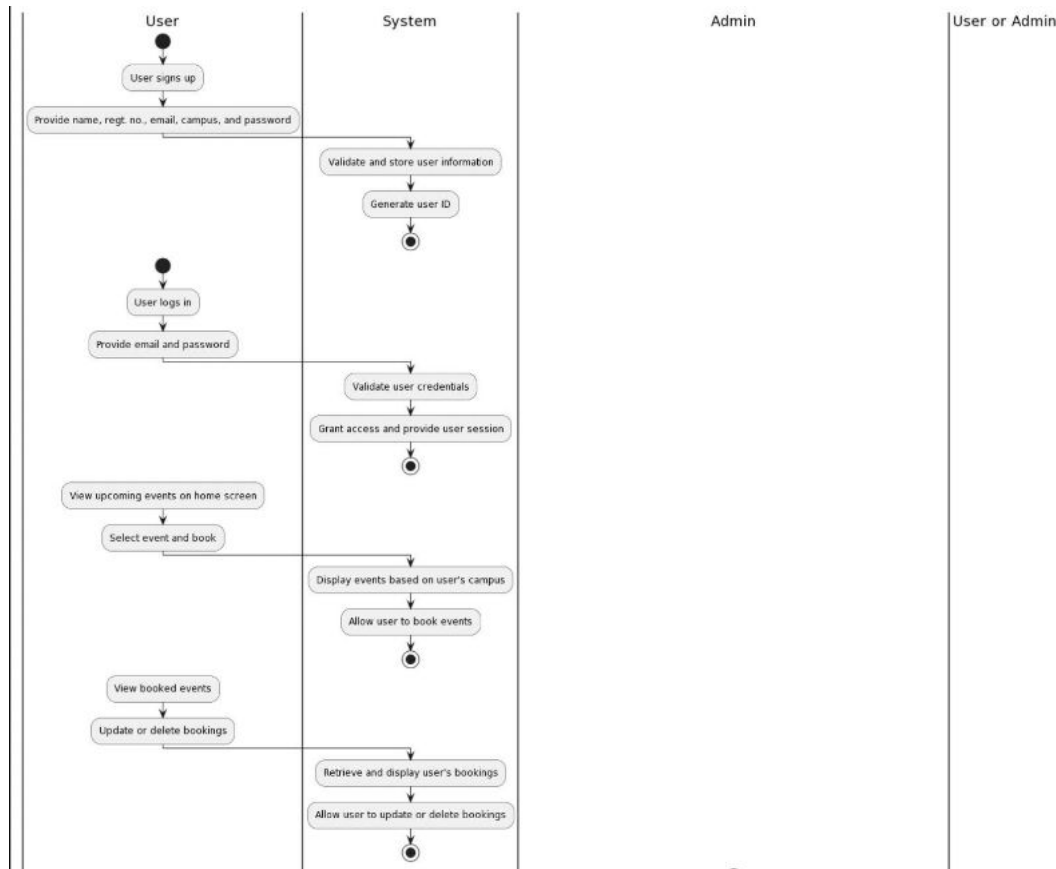 User
System
Admin
User or Admin
User signs up
Provide name, regt. no., email, campus, and password
Validate and store user information
Generate user ID
User logs in
Provide email and password
Validate user credentials
Grant access and provide user session
View upcoming events on home screen
Select event and book
Display events based on user's campus
Allow user to book events
View booked events
Update or delete bookings
Retrieve and display user's bookings
Allow user to update or delete bookings